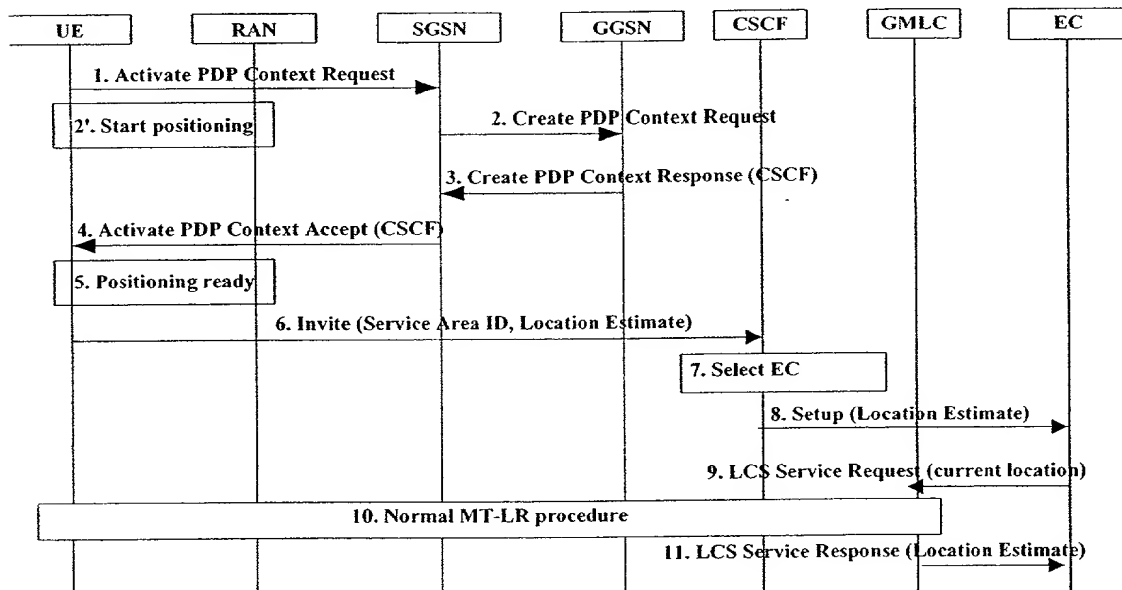 UE
RAN
SGSN
GGSN
CSCF
GMLC
EC
1. Activate PDP Context Request
2'. Start positioning
2. Create PDP Context Request
3. Create PDP Context Response (CSCF)
4. Activate PDP Context Accept (CSCF)
5. Positioning ready
6. Invite (Service Area ID, Location Estimate)
7. Select EC
8. Setup (Location Estimate)
9. LCS Service Request (current location)
10. Normal MT-LR procedure
11. LCS Service Response (Location Estimate)